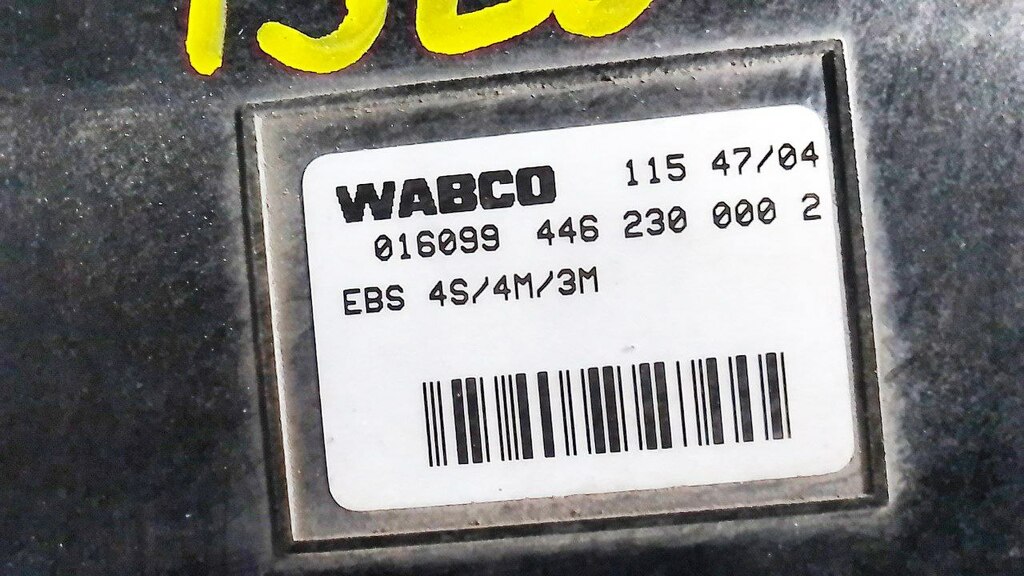 WABCO 115 47/04
016099 446 230 000 2
EBS 4S/4M/3M